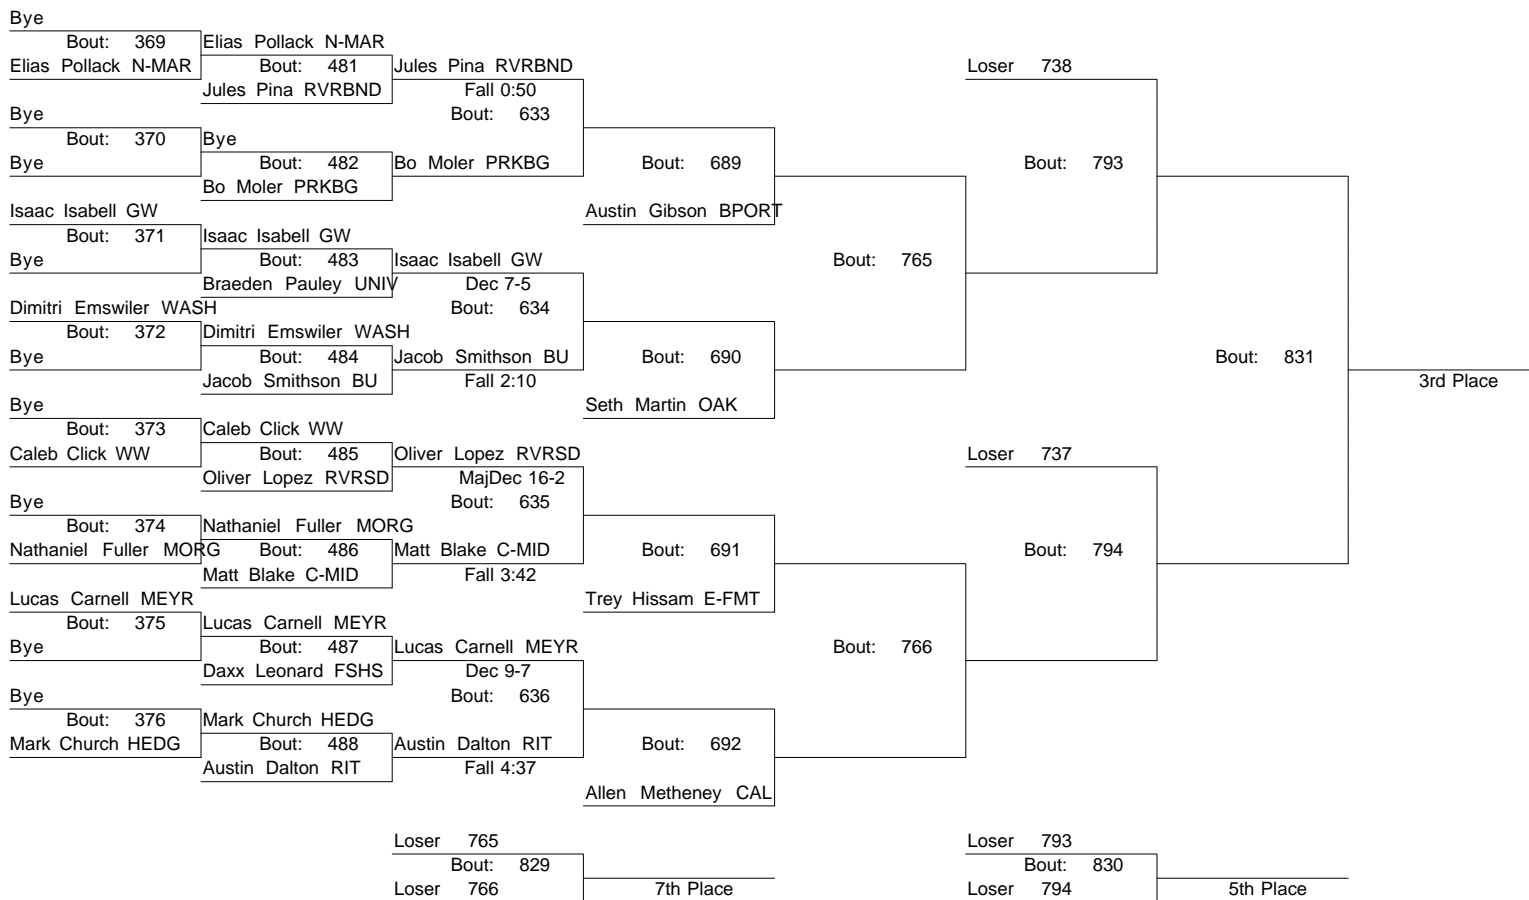 Bye
Bout: 369 Elias Pollack N-MAR
Elias Pollack N-MAR Bout: 481 Jules Pina RVRBND Loser 738
Jules Pina RVRBND Fall 0:50
Bye Bout: 633
Bout: 370 Bye
Bye Bout: 482 Bo Moler PRKBG Bout: 689 Bout: 793
Bo Moler PRKBG
Isaac Isabell GW Austin Gibson BPORT
Bout: 371 Isaac Isabell GW
Bye Bout: 483 Isaac Isabell GW Bout: 765
Braeden Pauley UNIV Dec 7-5
Dimitri Emswiler WASH Bout: 634
Bout: 372 Dimitri Emswiler WASH
Bye Bout: 484 Jacob Smithson BU Bout: 690 Bout: 831
Jacob Smithson BU Fall 2:10 3rd Place
Bye Seth Martin OAK
Bout: 373 Caleb Click WW
Caleb Click WW Bout: 485 Oliver Lopez RVRSD Loser 737
Oliver Lopez RVRSD MajDec 16-2
Bye Bout: 635
Bout: 374 Nathaniel Fuller MORG
Nathaniel Fuller MORG Bout: 486 Matt Blake C-MID Bout: 691 Bout: 794
Matt Blake C-MID Fall 3:42
Lucas Carnell MEYR Trey Hissam E-FMT
Bout: 375 Lucas Carnell MEYR
Bye Bout: 487 Lucas Carnell MEYR Bout: 766
Daxx Leonard FSHS Dec 9-7
Bye Bout: 636
Bout: 376 Mark Church HEDG
Mark Church HEDG Bout: 488 Austin Dalton RIT Bout: 692
Austin Dalton RIT Fall 4:37
Allen Metheney CAL
Loser 765 Loser 793
Bout: 829 Bout: 830
Loser 766 7th Place Loser 794 5th Place